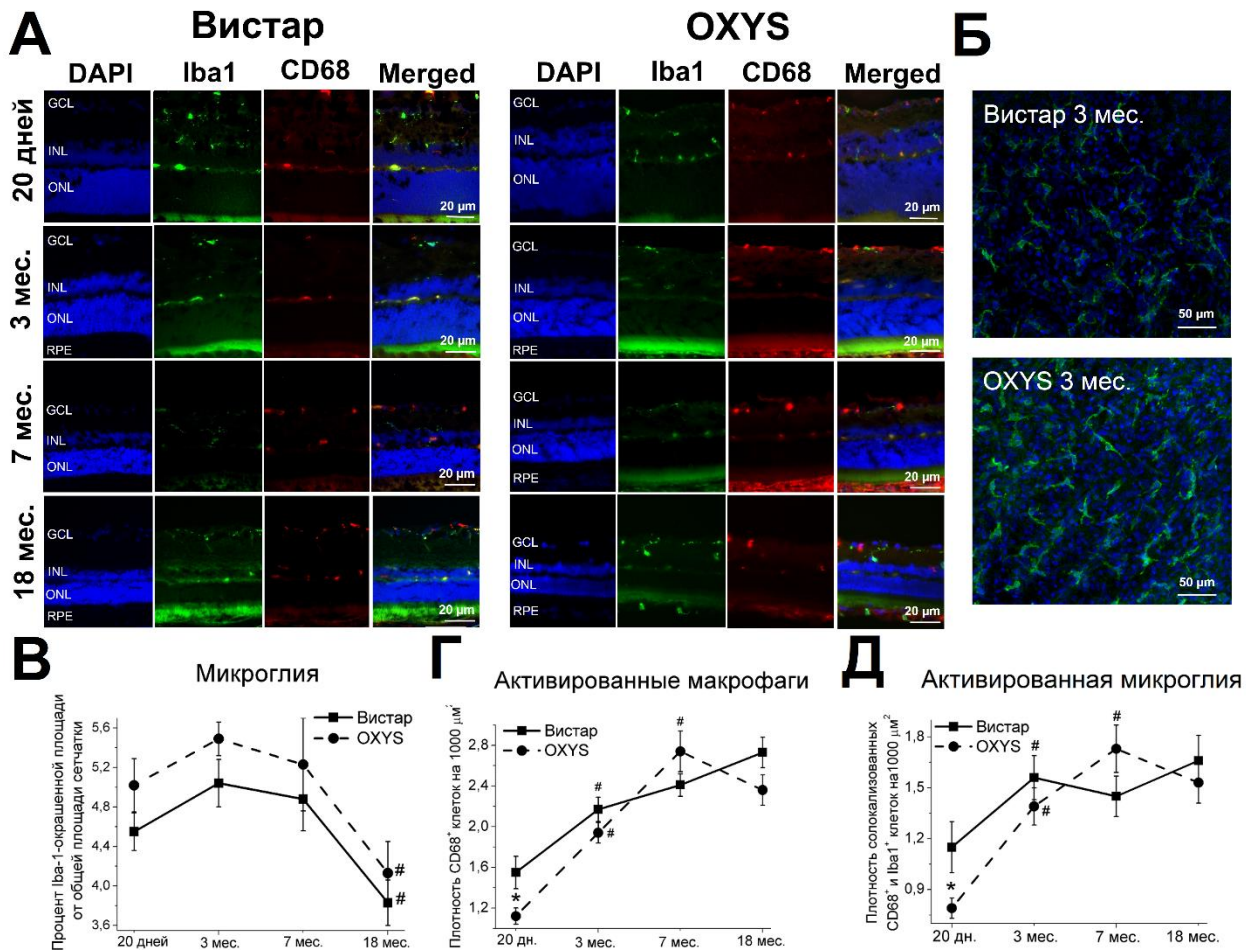 А
Вистар
OXYS
Б
DAPI Iba1 CD68 Merged
DAPI Iba1 CD68 Merged
20 дней
GCL
INL
ONL
20 µm
GCL
INL
ONL
20 µm
3 мес.
GCL
INL
ONL
RPE
20 µm
GCL
INL
ONL
RPE
20 µm
7 мес.
GCL
INL
ONL
RPE
20 µm
GCL
INL
ONL
RPE
20 µm
18 мес.
GCL
INL
ONL
RPE
20 µm
GCL
INL
ONL
RPE
20 µm
Вистар 3 мес.
50 µm
OXYS 3 мес.
50 µm
В
Микроглия
Процент Iba-1-окрашенной площади
от общей площади сетчатки
5,6
5,2
4,8
4,4
4,0
3,6
Вистар
OXYS
#
#
20 дней 3 мес. 7 мес. 18 мес.
Г
Активированные макрофаги
Плотность CD68+ клеток на 1000 µм²
2,8
2,4
2,0
1,6
1,2
Вистар
OXYS
*
#
#
#
20 дн. 3 мес. 7 мес. 18 мес.
Д
Активированная микроглия
Плотность солокализованных
CD68+ и Iba1+ клеток на1000 µм²
1,8
1,5
1,2
0,9
Вистар
OXYS
*
#
#
#
20 дн. 3 мес. 7 мес. 18 мес.